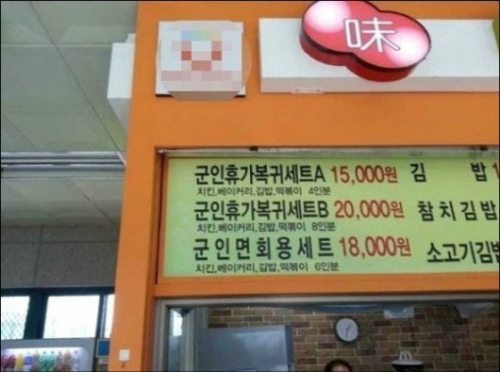 味
군인휴가복귀세트A 15,000원 김 밥
치킨,베이커리,김밥,떡볶이 4인분
군인휴가복귀세트B 20,000원 참치김밥
치킨,베이커리,김밥,떡볶이 8인분
군인면회용세트 18,000원 소고기김밥
치킨,베이커리,김밥,떡볶이 6인분